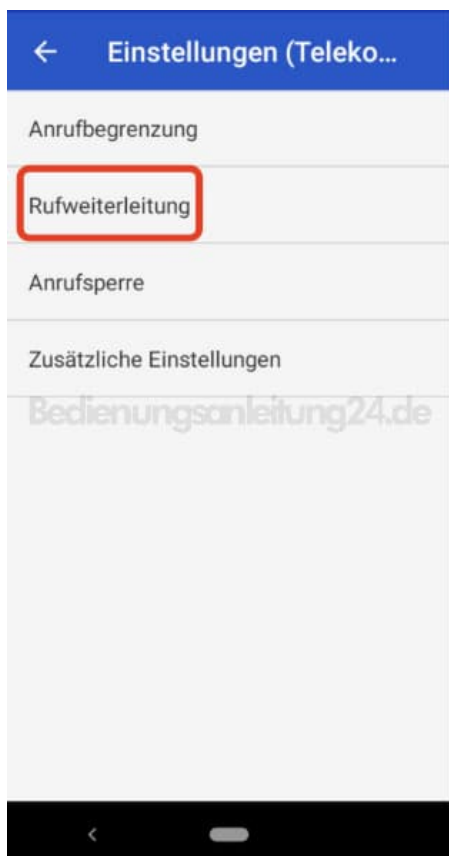 Einstellungen (Teleko...
Anrufbegrenzung
Rufweiterleitung
Anrufsperre
Zusätzliche Einstellungen
Bedienungsanleitung24.de